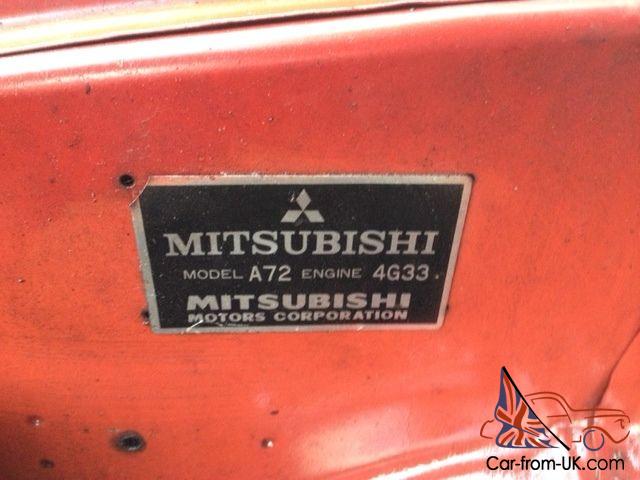 MITSUBISHI
MODEL A72 ENGINE 4G33
MITSUBISHI
MOTORS CORPORATION
Car-from-UK.com